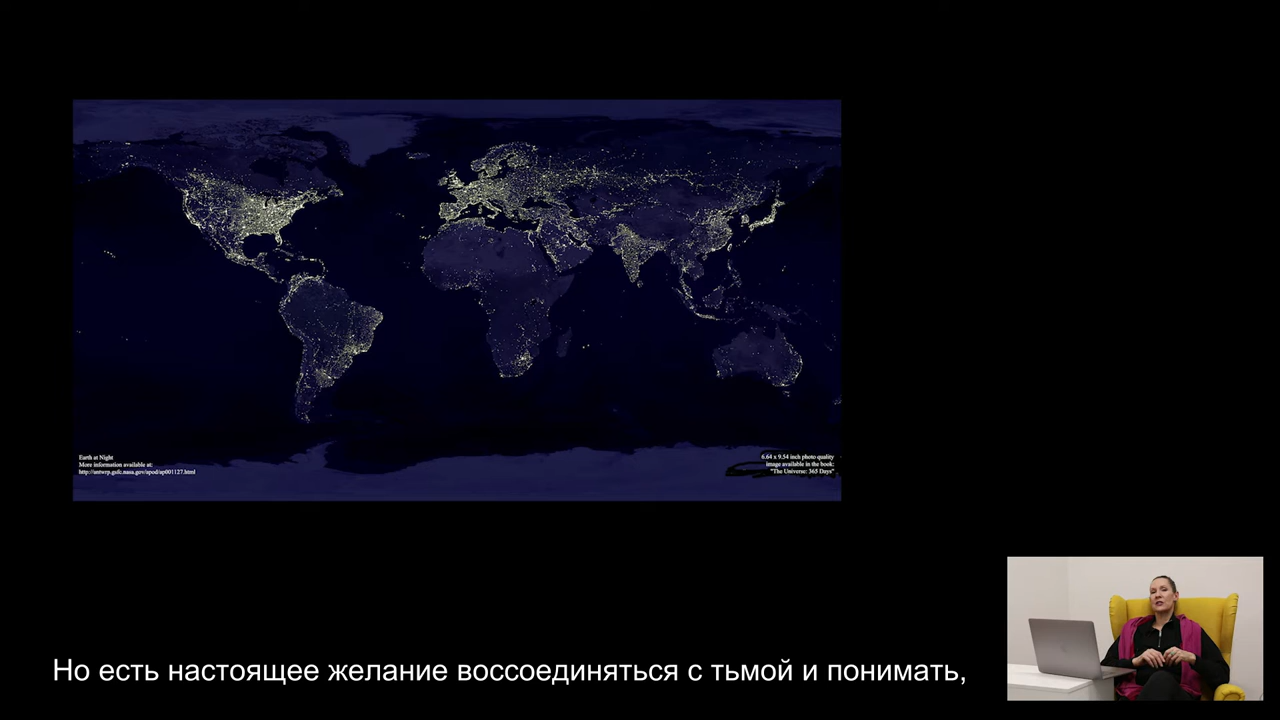 Earth at Night
More information available at:
http://antwrp.gsfc.nasa.gov/apod/ap001127.html
6.64 x 9.54 inch photo quality
image available in the book:
"The Universe: 365 Days"
Но есть настоящее желание воссоединяться с тьмой и понимать,